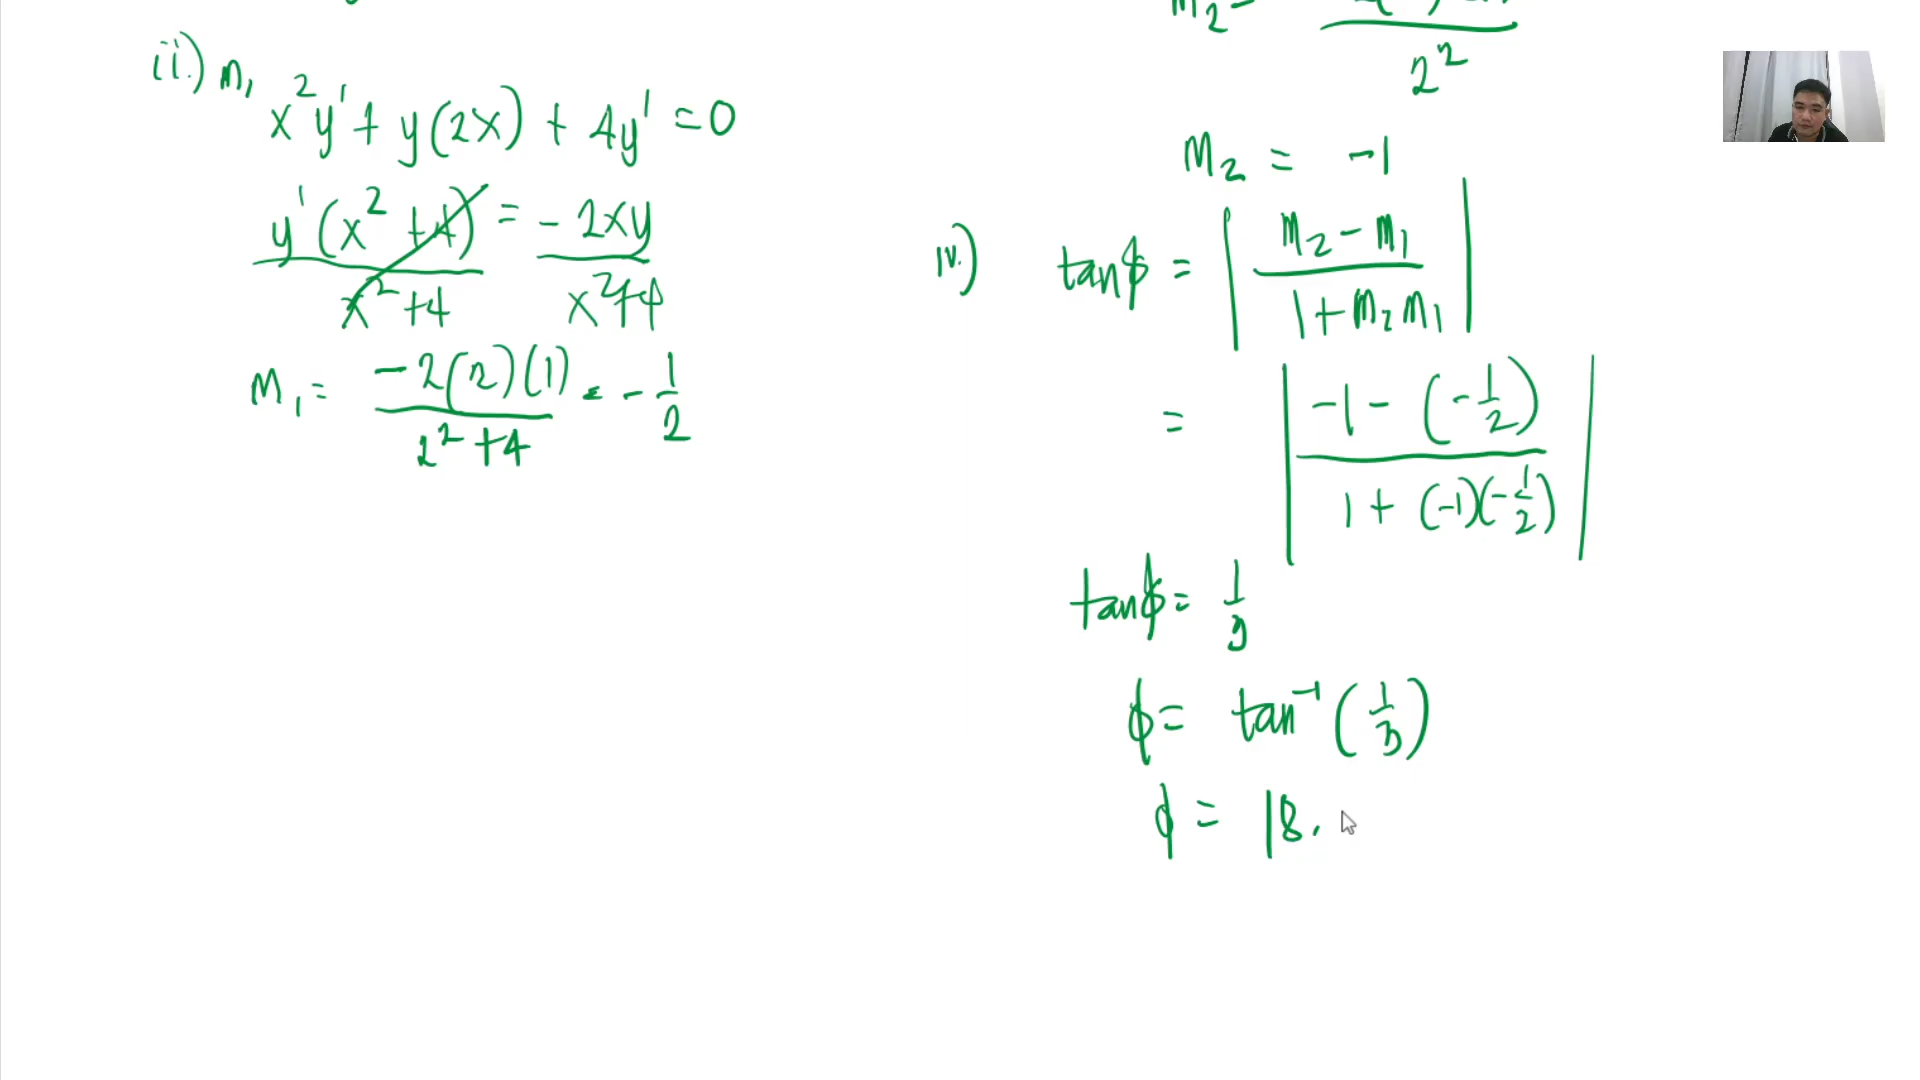 ii.) m₁
x²y' + y(2x) + 4y' = 0
y'(x² + 4) / x² + 4 = - 2xy / x² + 4
m₁ = -2(2)(1) / 2² + 4 = - 1/2
m₂ =
2²
m₂ = -1
iv.) tanϕ = | m₂ - m₁ / 1 + m₂m₁ |
= | -1 - (-1/2) / 1 + (-1)(-1/2) |
tanϕ = 1/3
ϕ = tan⁻¹(1/3)
ϕ = 18.